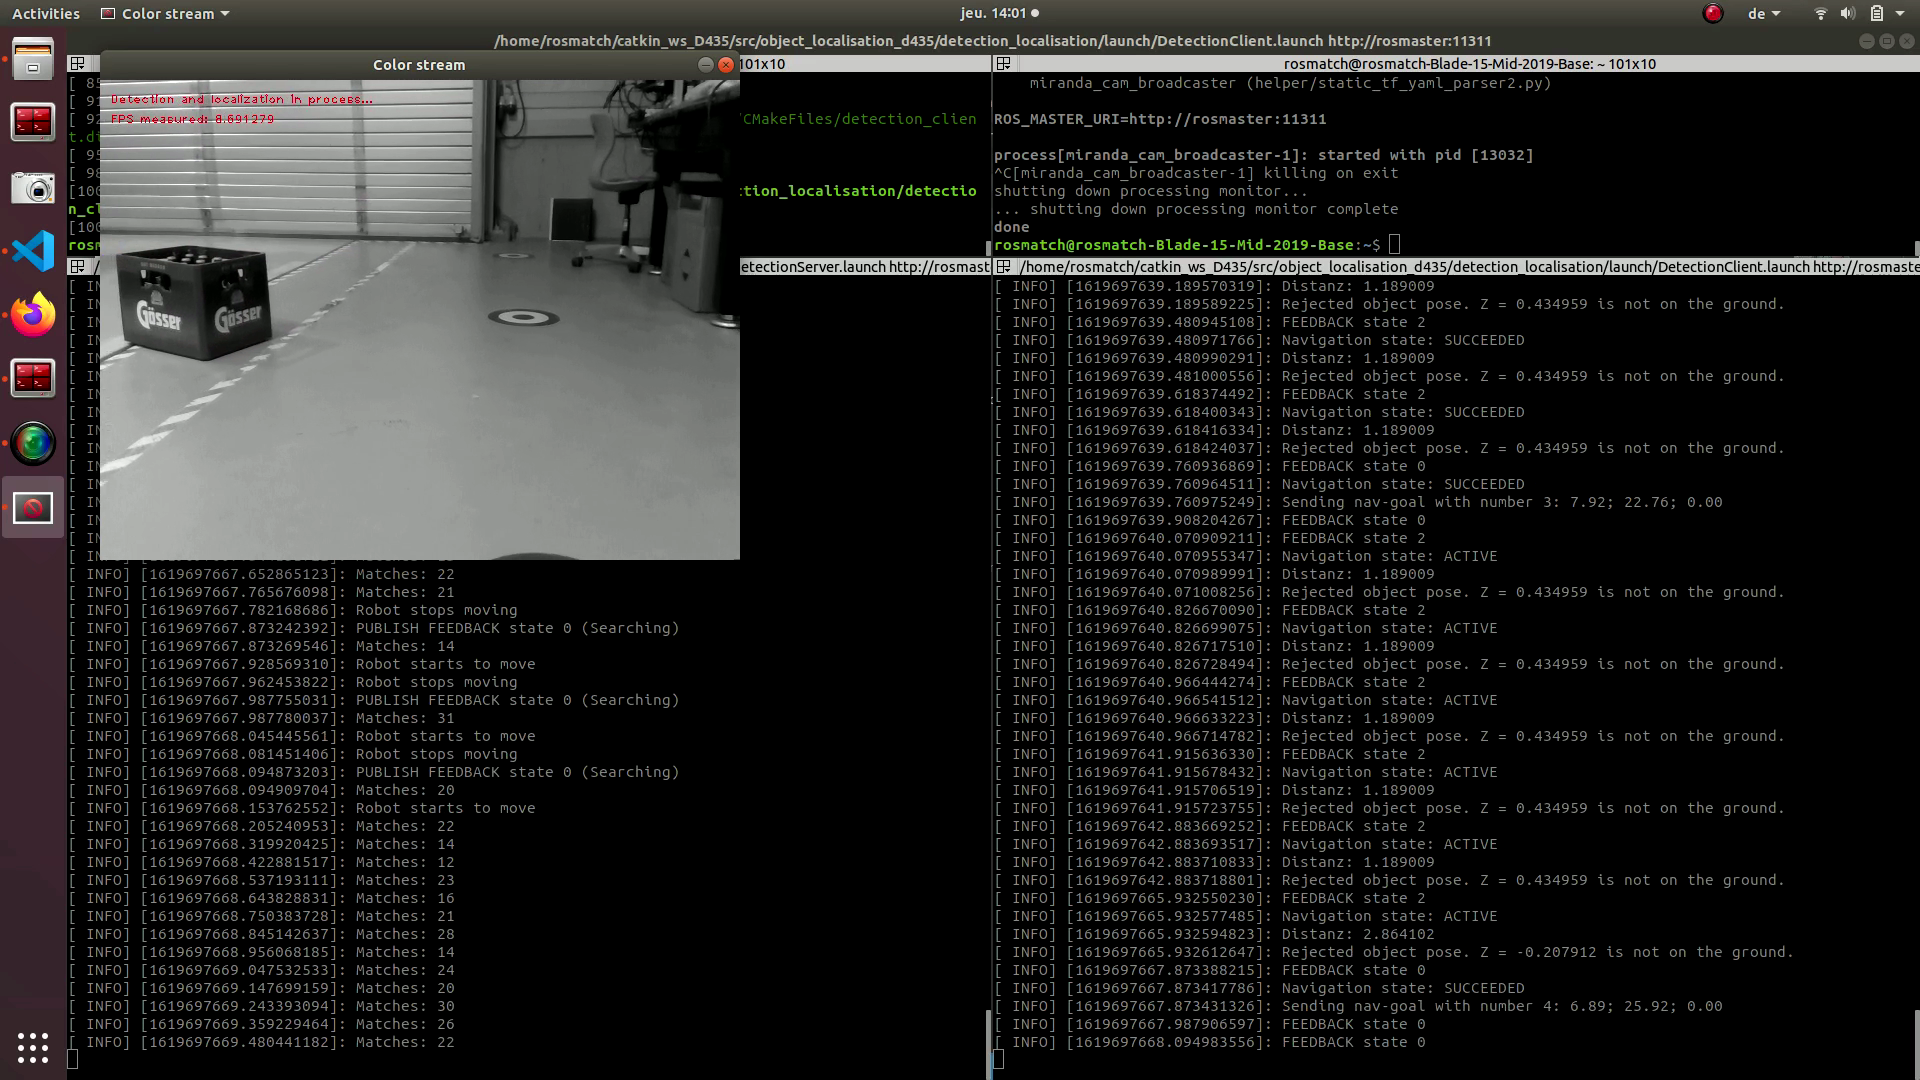 Activities
Color stream
jeu. 14:01
de
/home/rosmatch/catkin_ws_D435/src/object_localisation_d435/detection_localisation/launch/DetectionClient.launch http://rosmaster:11311
Color stream
Detection and localization in process...
FPS measured: 8.691279
Gösser
Gösser
101x10
[ 85
[ 91
[ 92
CMakeFiles/detection_clien
t.di
[ 95
[ 98
[100
ction_localisation/detectio
n_cl
[100
rosm
rosmatch@rosmatch-Blade-15-Mid-2019-Base: ~ 101x10
miranda_cam_broadcaster (helper/static_tf_yaml_parser2.py)
ROS_MASTER_URI=http://rosmaster:11311
process[miranda_cam_broadcaster-1]: started with pid [13032]
^C[miranda_cam_broadcaster-1] killing on exit
shutting down processing monitor...
... shutting down processing monitor complete
done
rosmatch@rosmatch-Blade-15-Mid-2019-Base:~$
etectionServer.launch http://rosmast
[ INFO] [1619697667.652865123]: Matches: 22
[ INFO] [1619697667.765676098]: Matches: 21
[ INFO] [1619697667.782168686]: Robot stops moving
[ INFO] [1619697667.873242392]: PUBLISH FEEDBACK state 0 (Searching)
[ INFO] [1619697667.873269546]: Matches: 14
[ INFO] [1619697667.928569310]: Robot starts to move
[ INFO] [1619697667.962453822]: Robot stops moving
[ INFO] [1619697667.987755031]: PUBLISH FEEDBACK state 0 (Searching)
[ INFO] [1619697667.987780037]: Matches: 31
[ INFO] [1619697668.045445561]: Robot starts to move
[ INFO] [1619697668.081451406]: Robot stops moving
[ INFO] [1619697668.094873203]: PUBLISH FEEDBACK state 0 (Searching)
[ INFO] [1619697668.094909704]: Matches: 20
[ INFO] [1619697668.153762552]: Robot starts to move
[ INFO] [1619697668.205240953]: Matches: 22
[ INFO] [1619697668.319920425]: Matches: 14
[ INFO] [1619697668.422881517]: Matches: 12
[ INFO] [1619697668.537193111]: Matches: 23
[ INFO] [1619697668.643828831]: Matches: 16
[ INFO] [1619697668.750383728]: Matches: 21
[ INFO] [1619697668.845142637]: Matches: 28
[ INFO] [1619697668.956068185]: Matches: 14
[ INFO] [1619697669.047532533]: Matches: 24
[ INFO] [1619697669.147699159]: Matches: 20
[ INFO] [1619697669.243393094]: Matches: 30
[ INFO] [1619697669.359229464]: Matches: 26
[ INFO] [1619697669.480441182]: Matches: 22
/home/rosmatch/catkin_ws_D435/src/object_localisation_d435/detection_localisation/launch/DetectionClient.launch http://rosmaste
[ INFO] [1619697639.189570319]: Distanz: 1.189009
[ INFO] [1619697639.189589225]: Rejected object pose. Z = 0.434959 is not on the ground.
[ INFO] [1619697639.480945108]: FEEDBACK state 2
[ INFO] [1619697639.480971766]: Navigation state: SUCCEEDED
[ INFO] [1619697639.480990291]: Distanz: 1.189009
[ INFO] [1619697639.481000556]: Rejected object pose. Z = 0.434959 is not on the ground.
[ INFO] [1619697639.618374492]: FEEDBACK state 2
[ INFO] [1619697639.618400343]: Navigation state: SUCCEEDED
[ INFO] [1619697639.618416334]: Distanz: 1.189009
[ INFO] [1619697639.618424037]: Rejected object pose. Z = 0.434959 is not on the ground.
[ INFO] [1619697639.760936869]: FEEDBACK state 0
[ INFO] [1619697639.760964511]: Navigation state: SUCCEEDED
[ INFO] [1619697639.760975249]: Sending nav-goal with number 3: 7.92; 22.76; 0.00
[ INFO] [1619697639.908204267]: FEEDBACK state 0
[ INFO] [1619697640.070909211]: FEEDBACK state 2
[ INFO] [1619697640.070955347]: Navigation state: ACTIVE
[ INFO] [1619697640.070989991]: Distanz: 1.189009
[ INFO] [1619697640.071008256]: Rejected object pose. Z = 0.434959 is not on the ground.
[ INFO] [1619697640.826670090]: FEEDBACK state 2
[ INFO] [1619697640.826699075]: Navigation state: ACTIVE
[ INFO] [1619697640.826717510]: Distanz: 1.189009
[ INFO] [1619697640.826728494]: Rejected object pose. Z = 0.434959 is not on the ground.
[ INFO] [1619697640.966444274]: FEEDBACK state 2
[ INFO] [1619697640.966541512]: Navigation state: ACTIVE
[ INFO] [1619697640.966633223]: Distanz: 1.189009
[ INFO] [1619697640.966714782]: Rejected object pose. Z = 0.434959 is not on the ground.
[ INFO] [1619697641.915636330]: FEEDBACK state 2
[ INFO] [1619697641.915678432]: Navigation state: ACTIVE
[ INFO] [1619697641.915706519]: Distanz: 1.189009
[ INFO] [1619697641.915723755]: Rejected object pose. Z = 0.434959 is not on the ground.
[ INFO] [1619697642.883669252]: FEEDBACK state 2
[ INFO] [1619697642.883693517]: Navigation state: ACTIVE
[ INFO] [1619697642.883710833]: Distanz: 1.189009
[ INFO] [1619697642.883718801]: Rejected object pose. Z = 0.434959 is not on the ground.
[ INFO] [1619697665.932550230]: FEEDBACK state 2
[ INFO] [1619697665.932577485]: Navigation state: ACTIVE
[ INFO] [1619697665.932594823]: Distanz: 2.864102
[ INFO] [1619697665.932612647]: Rejected object pose. Z = -0.207912 is not on the ground.
[ INFO] [1619697667.873388215]: FEEDBACK state 0
[ INFO] [1619697667.873417786]: Navigation state: SUCCEEDED
[ INFO] [1619697667.873431326]: Sending nav-goal with number 4: 6.89; 25.92; 0.00
[ INFO] [1619697667.987906597]: FEEDBACK state 0
[ INFO] [1619697668.094983556]: FEEDBACK state 0